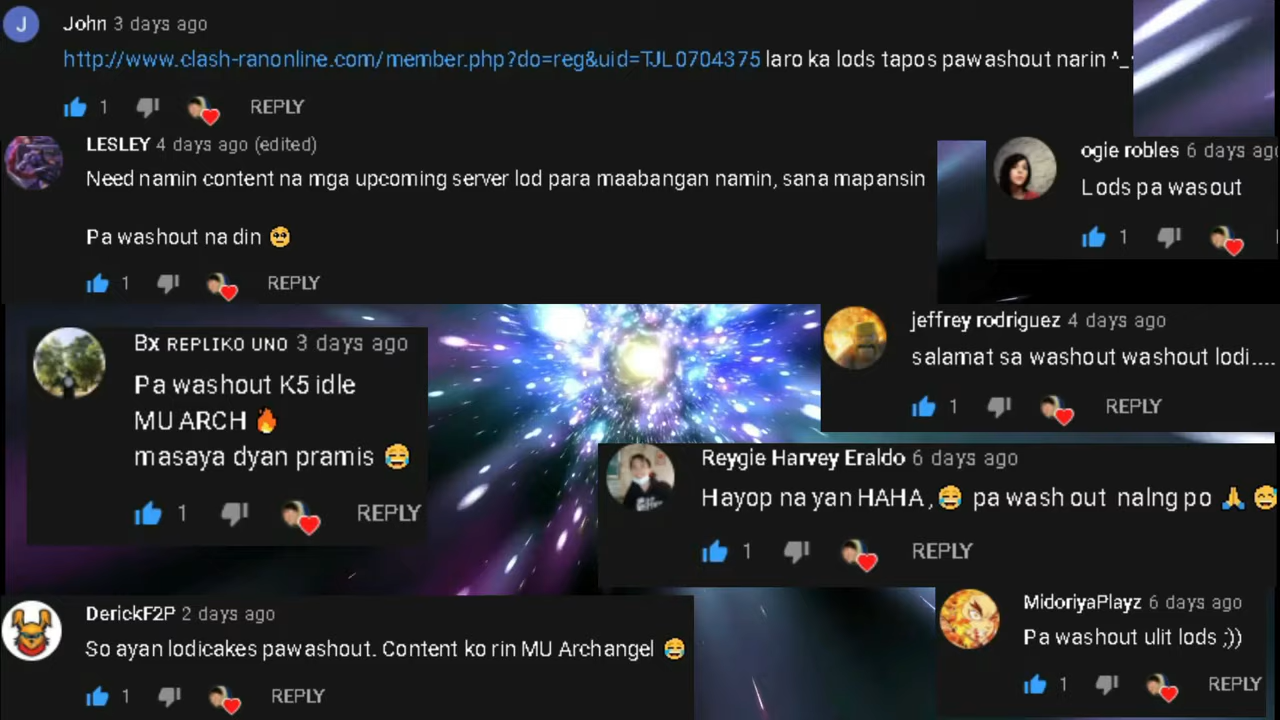 J
John 3 days ago
http://www.clash-ranonline.com/member.php?do=reg&uid=TJL0704375 laro ka lods tapos pawashout narin ^_^
1 REPLY
LESLEY 4 days ago (edited)
Need namin content na mga upcoming server lod para maabangan namin, sana mapansin
Pa washout na din 🥺
1 REPLY
ogie robles 6 days ago
Lods pa wasout
1
Bx REPLIKO UNO 3 days ago
Pa washout K5 idle
MU ARCH 🔥
masaya dyan pramis 😂
1 REPLY
jeffrey rodriguez 4 days ago
salamat sa washout washout lodi....
1 REPLY
Reygie Harvey Eraldo 6 days ago
Hayop na yan HAHA ,😂 pa wash out nalng po 🙏 😅
1 REPLY
DerickF2P 2 days ago
So ayan lodicakes pawashout. Content ko rin MU Archangel 😂
1 REPLY
MidoriyaPlayz 6 days ago
Pa washout ulit lods ;))
1 REPLY